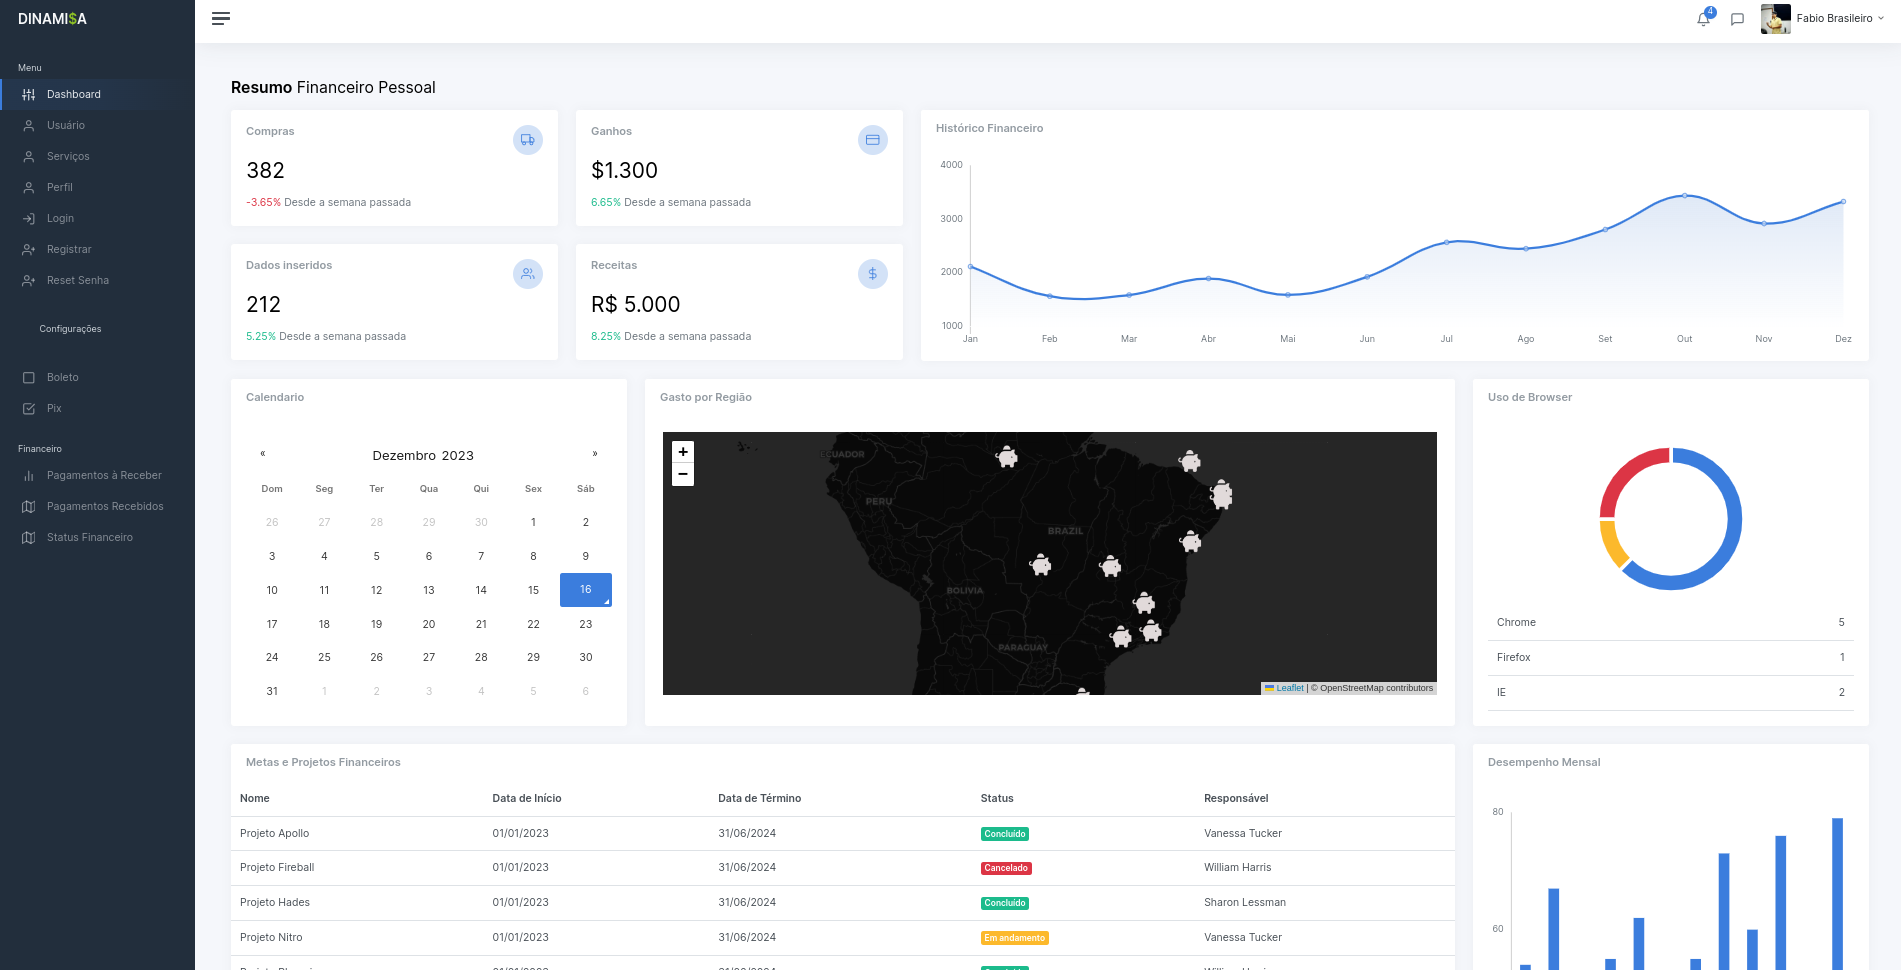 DINAMI$A
4
Fabio Brasileiro
Menu
Dashboard
Usuário
Serviços
Perfil
Login
Registrar
Reset Senha
Configurações
Boleto
Pix
Financeiro
Pagamentos à Receber
Pagamentos Recebidos
Status Financeiro
Resumo Financeiro Pessoal
Compras
382
-3.65% Desde a semana passada
Ganhos
$1.300
6.65% Desde a semana passada
Dados inseridos
212
5.25% Desde a semana passada
Receitas
R$ 5.000
8.25% Desde a semana passada
Histórico Financeiro
4000
3000
2000
1000
Jan Feb Mar Abr Mai Jun Jul Ago Set Out Nov Dez
Calendario
« Dezembro 2023 »
Dom Seg Ter Qua Qui Sex Sáb
26 27 28 29 30 1 2
3 4 5 6 7 8 9
10 11 12 13 14 15 16
17 18 19 20 21 22 23
24 25 26 27 28 29 30
31 1 2 3 4 5 6
Gasto por Região
+
−
ECUADOR
PERU
BRAZIL
BOLIVIA
PARAGUAY
Leaflet | © OpenStreetMap contributors
Uso de Browser
Chrome 5
Firefox 1
IE 2
Metas e Projetos Financeiros
Nome Data de Início Data de Término Status Responsável
Projeto Apollo 01/01/2023 31/06/2024 Concluído Vanessa Tucker
Projeto Fireball 01/01/2023 31/06/2024 Cancelado William Harris
Projeto Hades 01/01/2023 31/06/2024 Concluído Sharon Lessman
Projeto Nitro 01/01/2023 31/06/2024 Em andamento Vanessa Tucker
Desempenho Mensal
80
60